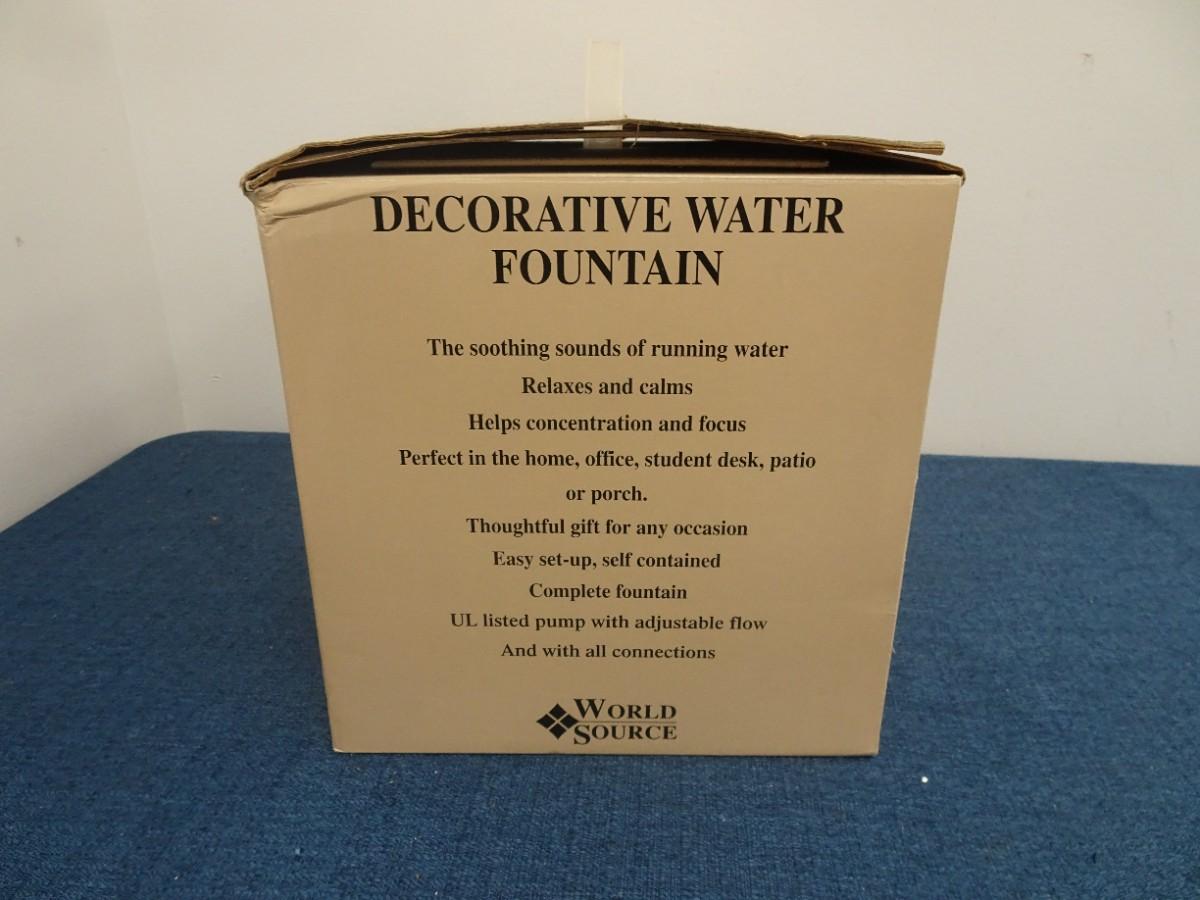 DECORATIVE WATER
FOUNTAIN
The soothing sounds of running water
Relaxes and calms
Helps concentration and focus
Perfect in the home, office, student desk, patio
or porch.
Thoughtful gift for any occasion
Easy set-up, self contained
Complete fountain
UL listed pump with adjustable flow
And with all connections
WORLD
SOURCE